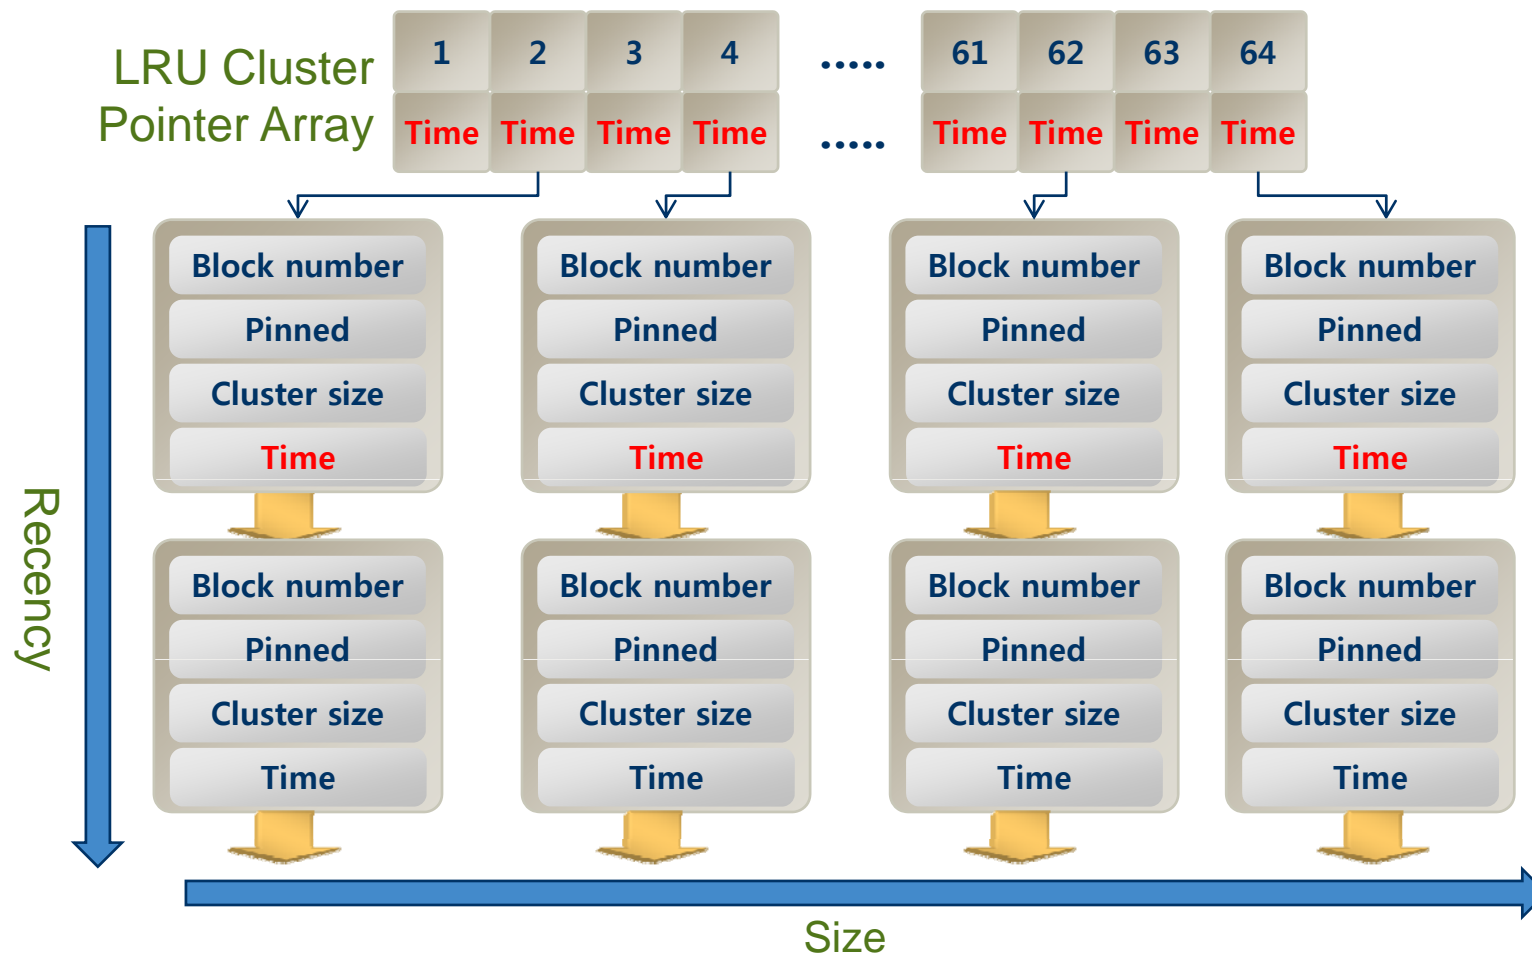 LRU Cluster
Pointer Array
1 2 3 4 ..... 61 62 63 64
Time Time Time Time ..... Time Time Time Time
Block number Block number Block number Block number
Pinned Pinned Pinned Pinned
Cluster size Cluster size Cluster size Cluster size
Time Time Time Time
Recency
Block number Block number Block number Block number
Pinned Pinned Pinned Pinned
Cluster size Cluster size Cluster size Cluster size
Time Time Time Time
Size